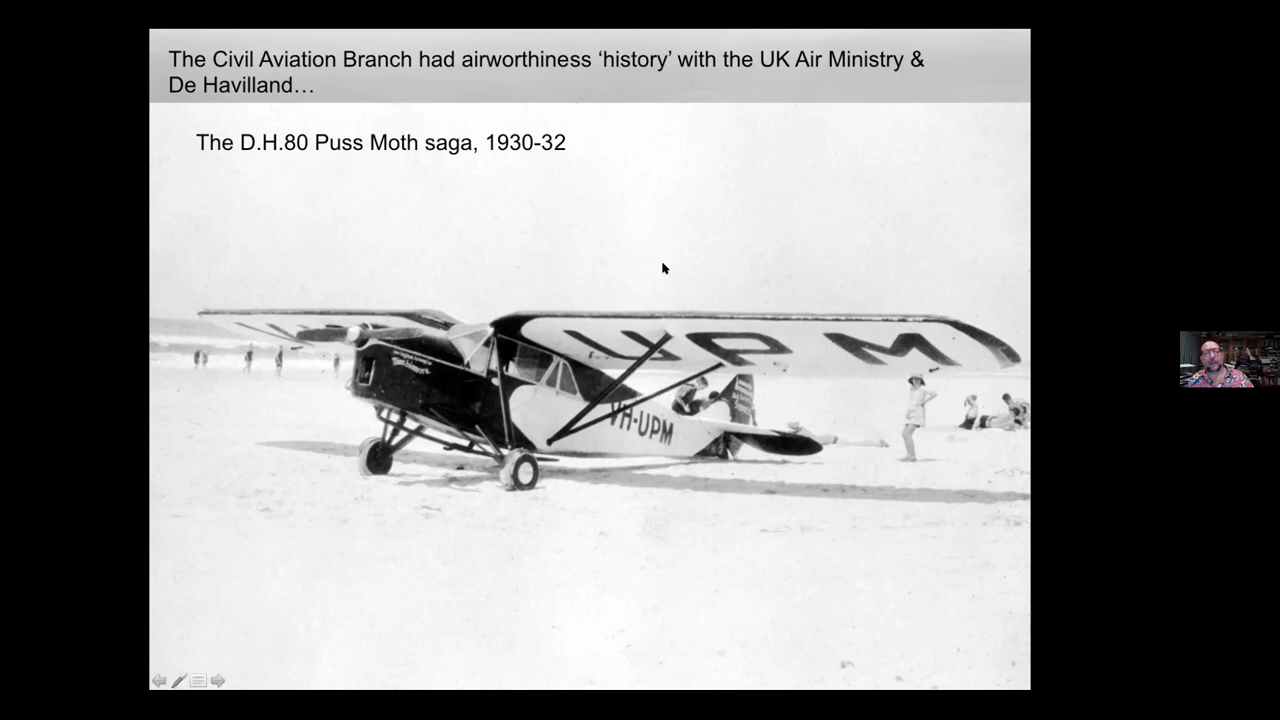 The Civil Aviation Branch had airworthiness ‘history’ with the UK Air Ministry &
De Havilland…
The D.H.80 Puss Moth saga, 1930-32
UPM
VH-UPM